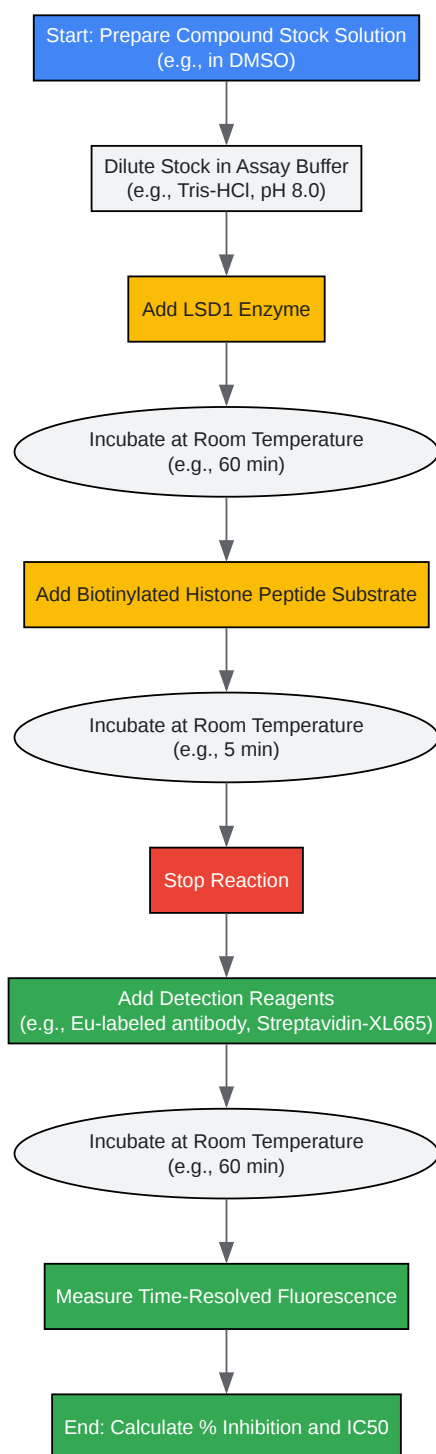 Start: Prepare Compound Stock Solution
(e.g., in DMSO)
Dilute Stock in Assay Buffer
(e.g., Tris-HCl, pH 8.0)
Add LSD1 Enzyme
Incubate at Room Temperature
(e.g., 60 min)
Add Biotinylated Histone Peptide Substrate
Incubate at Room Temperature
(e.g., 5 min)
Stop Reaction
Add Detection Reagents
(e.g., Eu-labeled antibody, Streptavidin-XL665)
Incubate at Room Temperature
(e.g., 60 min)
Measure Time-Resolved Fluorescence
End: Calculate % Inhibition and IC50